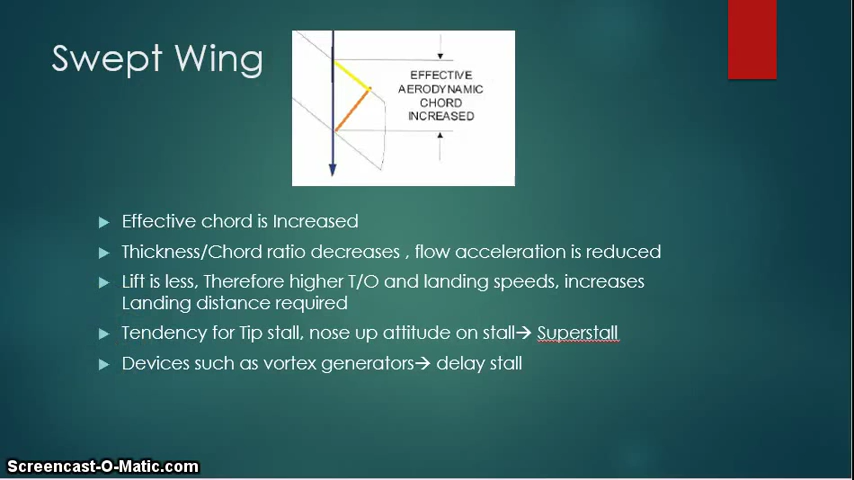 Swept Wing
EFFECTIVE
AERODYNAMIC
CHORD
INCREASED
Effective chord is Increased
Thickness/Chord ratio decreases , flow acceleration is reduced
Lift is less, Therefore higher T/O and landing speeds, increases
Landing distance required
Tendency for Tip stall, nose up attitude on stall→ Superstall
Devices such as vortex generators→ delay stall
Screencast-O-Matic.com